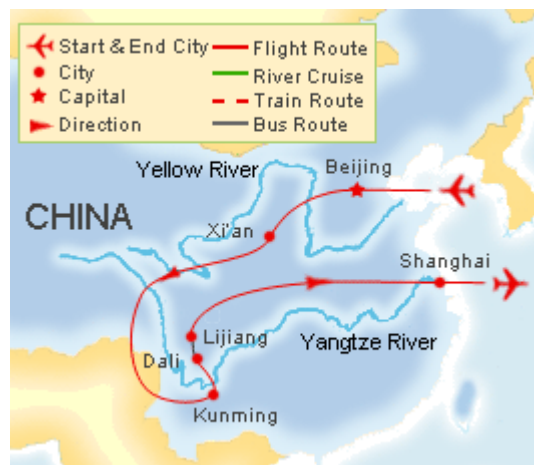 Start & End City
City
Capital
Direction
Flight Route
River Cruise
Train Route
Bus Route
Yellow River
Beijing
CHINA
Xi'an
Shanghai
Lijiang
Yangtze River
Dali
Kunming